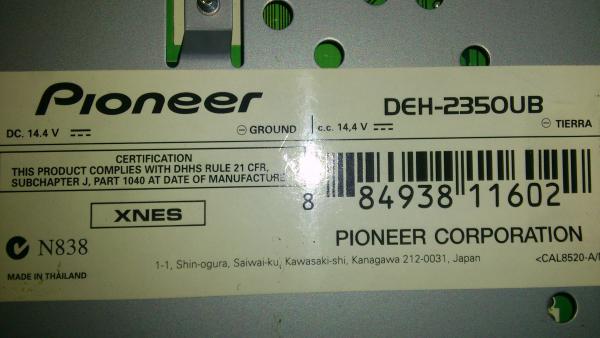 Pioneer DEH-2350UB
DC. 14.4 V ⊖ GROUND c.c. 14,4 V ⊖ TIERRA
CERTIFICATION
THIS PRODUCT COMPLIES WITH DHHS RULE 21 CFR,
SUBCHAPTER J, PART 1040 AT DATE OF MANUFACTURE
8 84938 11602
XNES
N838
PIONEER CORPORATION
1-1, Shin-ogura, Saiwai-ku, Kawasaki-shi, Kanagawa 212-0031, Japan
MADE IN THAILAND
<CAL8520-A/